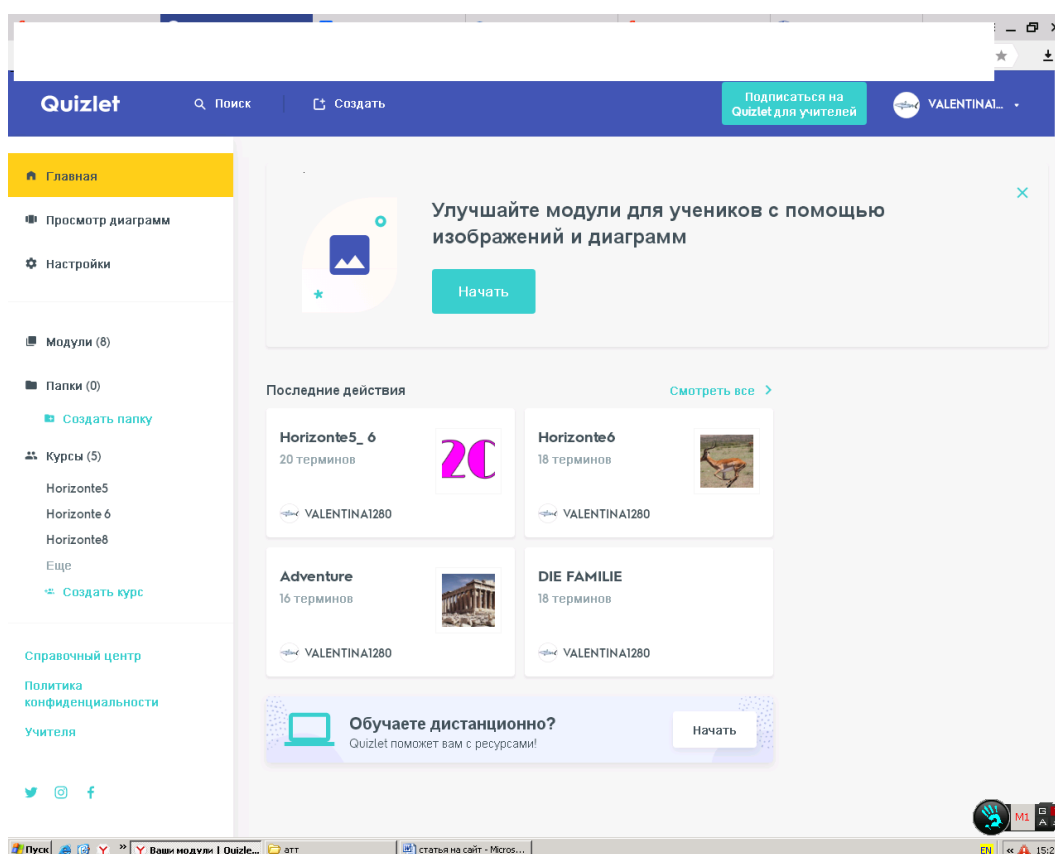 Quizlet
Поиск
Создать
Подписаться на
Quizlet для учителей
VALENTINA1...
Главная
Просмотр диаграмм
Настройки
Модули (8)
Папки (0)
Создать папку
Курсы (5)
Horizonte5
Horizonte 6
Horizonte8
Еще
Создать курс
Справочный центр
Политика
конфиденциальности
Учителя
Улучшайте модули для учеников с помощью
изображений и диаграмм
Начать
Последние действия
Смотреть все
Horizonte5_ 6
20 терминов
2C
VALENTINA1280
Horizonte6
18 терминов
VALENTINA1280
Adventure
16 терминов
VALENTINA1280
DIE FAMILIE
18 терминов
VALENTINA1280
Обучаете дистанционно?
Quizlet поможет вам с ресурсами!
Начать
M1
G
A
Пуск
Ваши модули | Quizle...
атт
статья на сайт - Micros...
EN
15:2